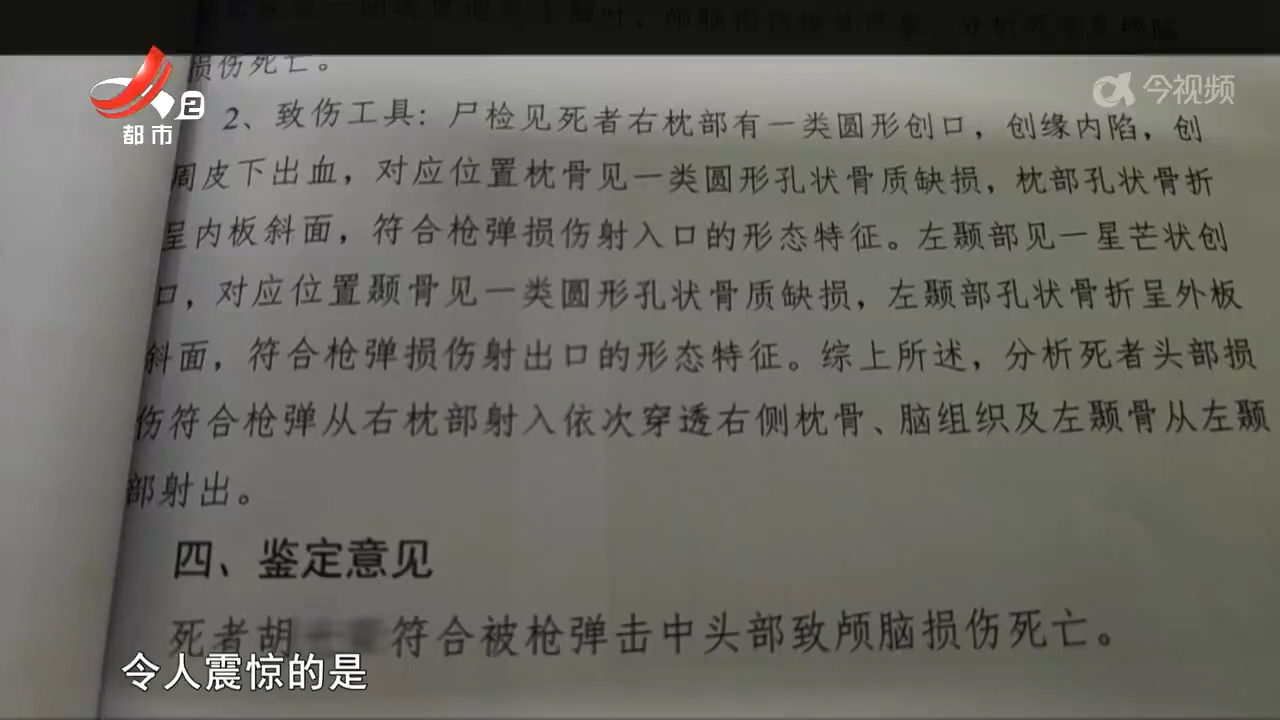 损伤死亡。
2
都市
今视频
2、致伤工具：尸检见死者右枕部有一类圆形创口，创缘内陷，创
周皮下出血，对应位置枕骨见一类圆形孔状骨质缺损，枕部孔状骨折
呈内板斜面，符合枪弹损伤射入口的形态特征。左颞部见一星芒状创
口，对应位置颞骨见一类圆形孔状骨质缺损，左颞部孔状骨折呈外板
斜面，符合枪弹损伤射出口的形态特征。综上所述，分析死者头部损
伤符合枪弹从右枕部射入依次穿透右侧枕骨、脑组织及左颞骨从左颞
部射出。
四、鉴定意见
死者胡 符合被枪弹击中头部致颅脑损伤死亡。
令人震惊的是